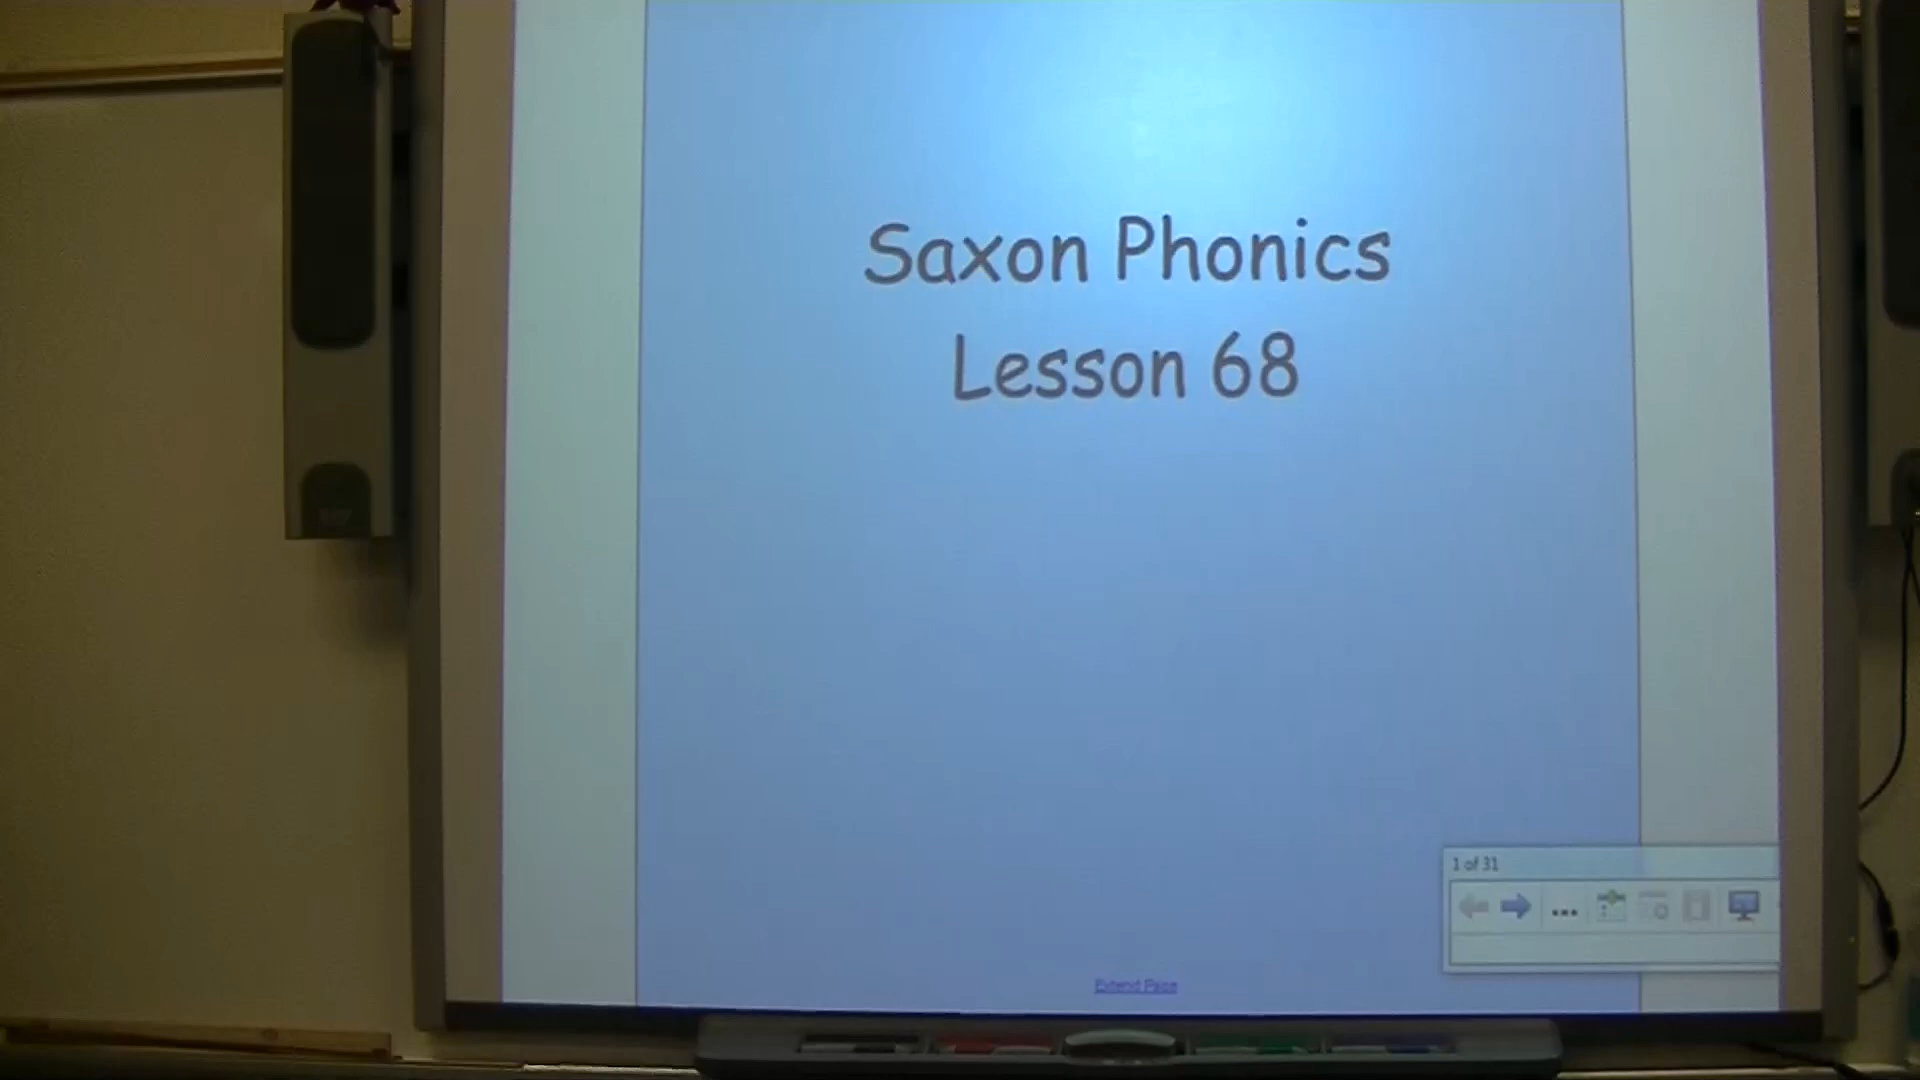 Saxon Phonics
Lesson 68
1 of 31
...
Extend Page